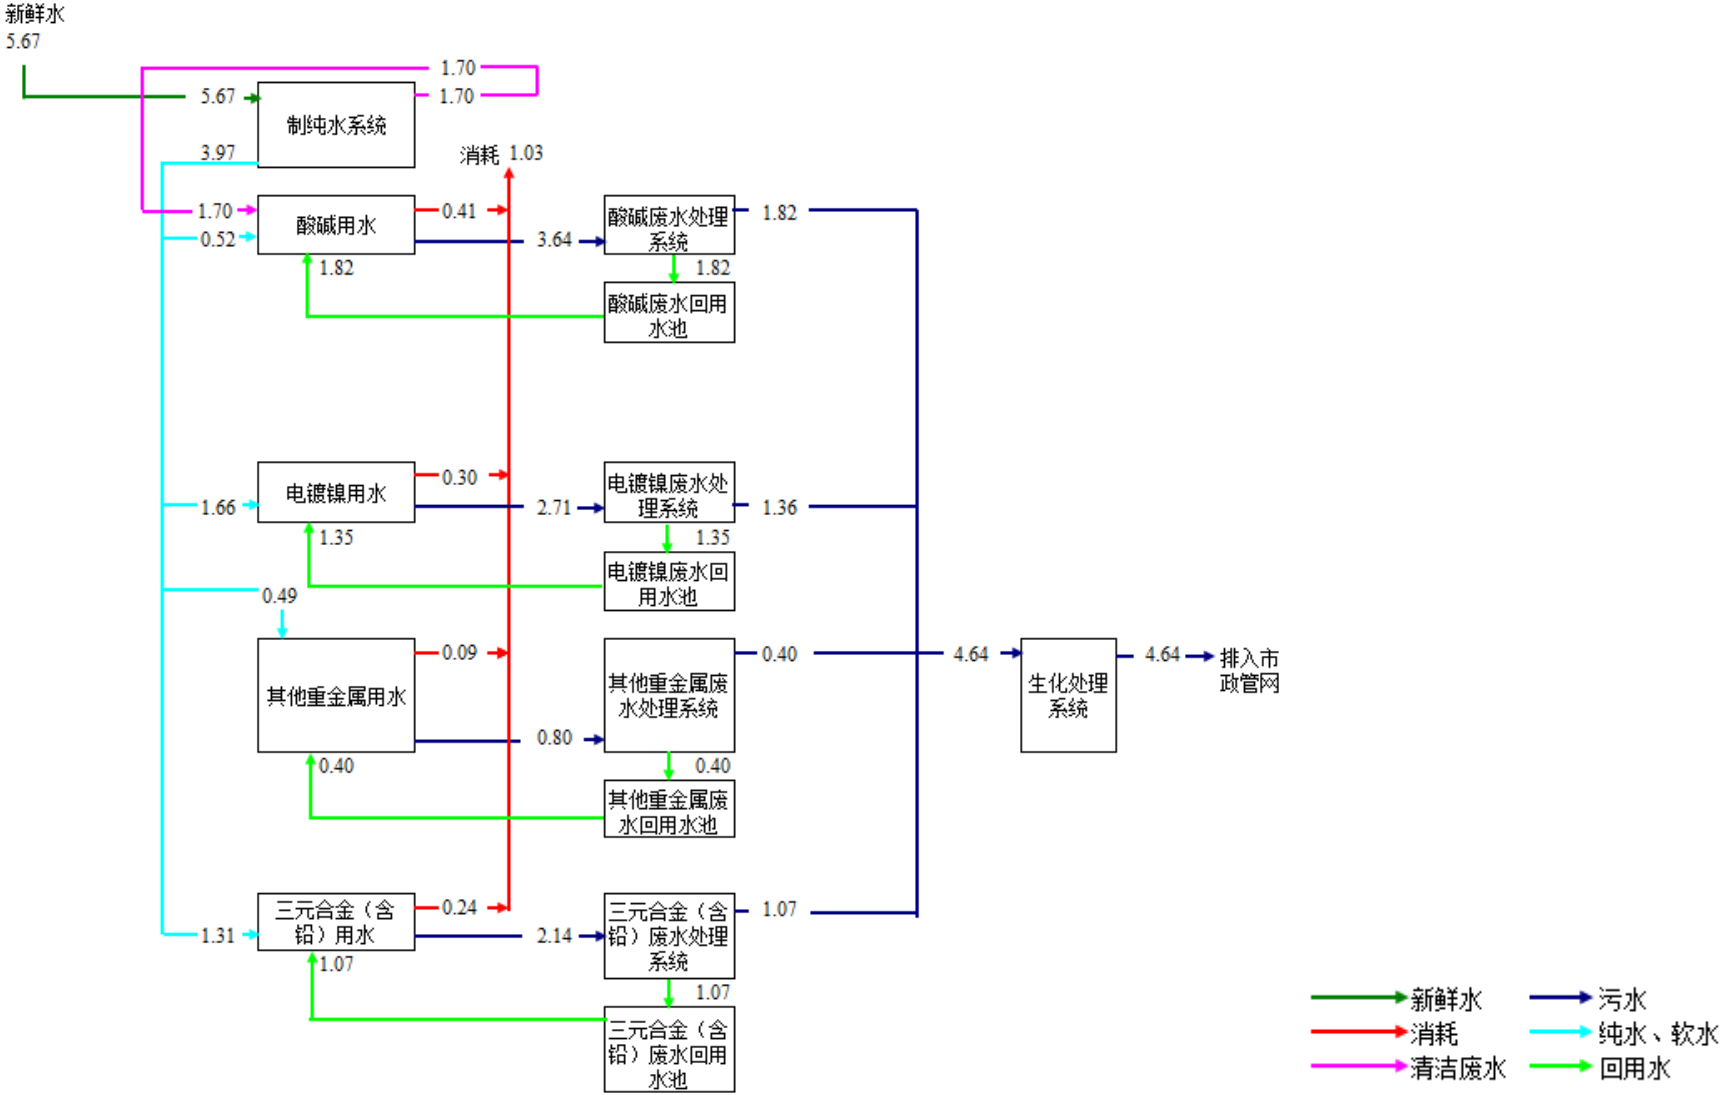 新鲜水
5.67
1.70
5.67
1.70
制纯水系统
3.97
消耗 1.03
1.70
酸碱用水
0.41
酸碱废水处理
系统
1.82
0.52
3.64
1.82
1.82
酸碱废水回用
水池
电镀镍用水
0.30
电镀镍废水处
理系统
1.66
2.71
1.36
1.35
1.35
电镀镍废水回
用水池
0.49
其他重金属用水
0.09
其他重金属废
水处理系统
0.40
4.64
生化处理
系统
4.64
排入市
政管网
0.80
0.40
0.40
其他重金属废
水回用水池
三元合金（含
铅）用水
0.24
三元合金（含
铅）废水处理
系统
1.07
1.31
2.14
1.07
1.07
三元合金（含
铅）废水回用
水池
新鲜水
污水
消耗
纯水、软水
清洁废水
回用水